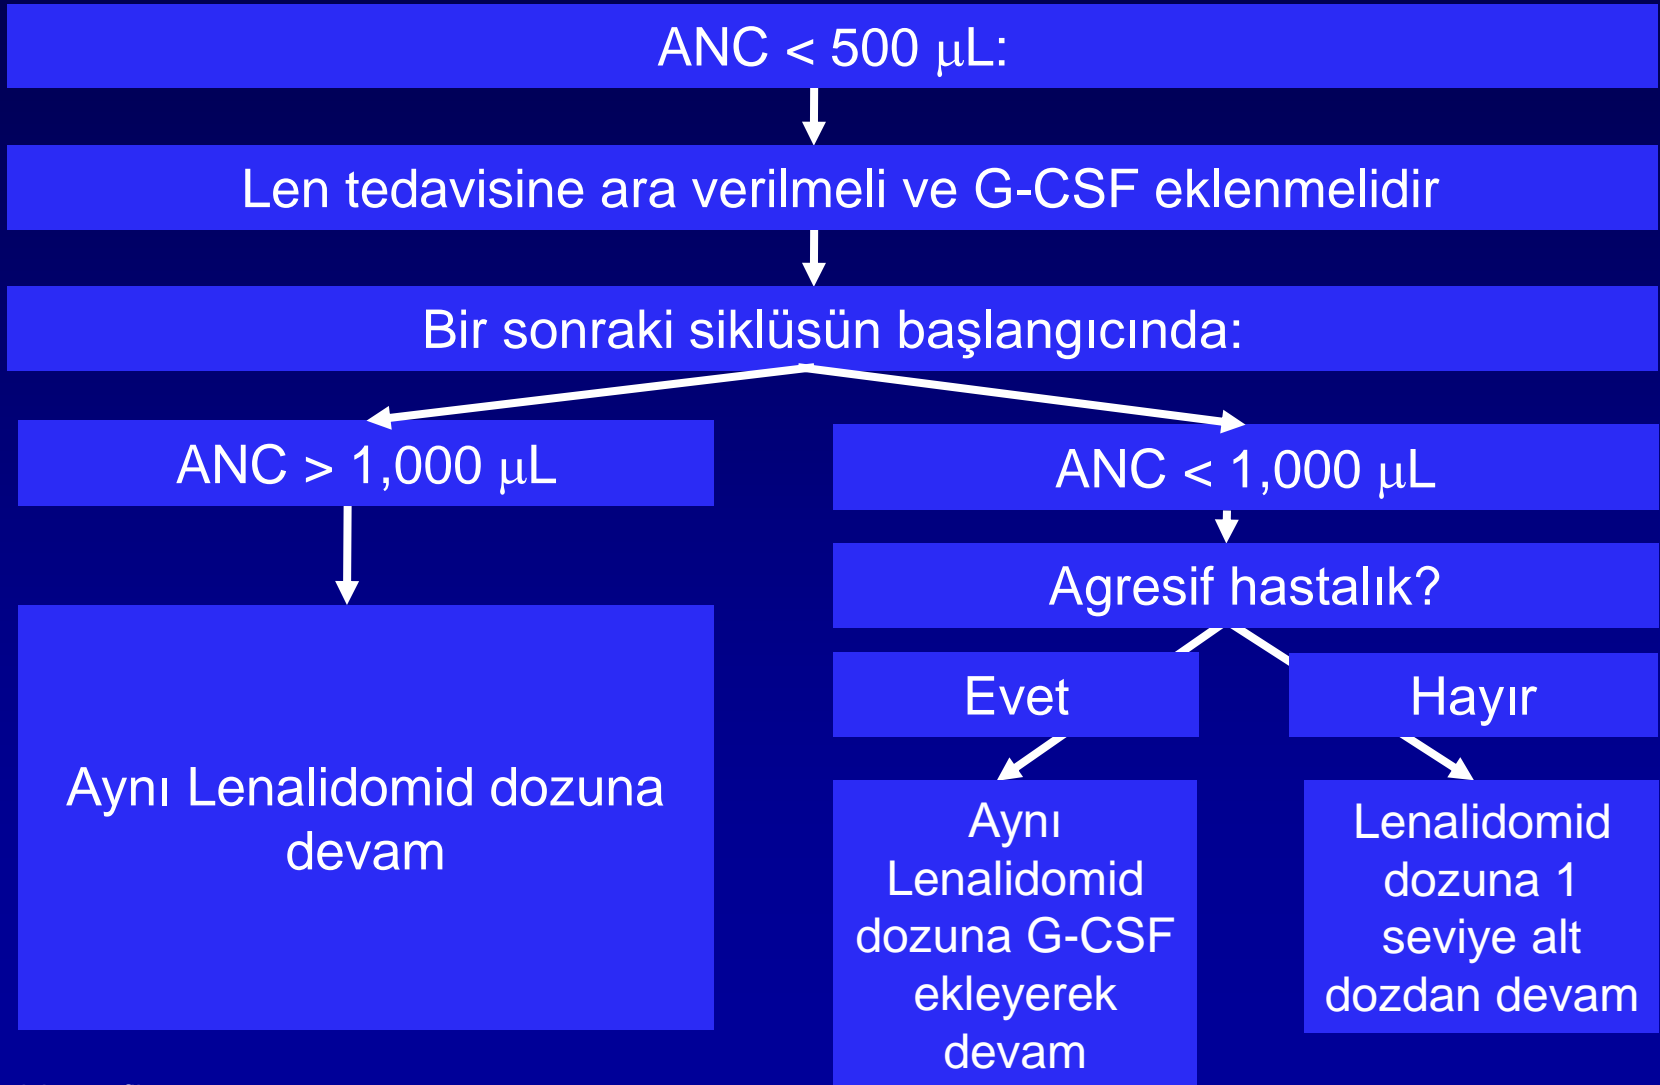 ANC < 500 μL:
Len tedavisine ara verilmeli ve G-CSF eklenmelidir
Bir sonraki siklüsün başlangıcında:
ANC > 1,000 μL
ANC < 1,000 μL
Agresif hastalık?
Evet
Hayır
Aynı Lenalidomid dozuna
devam
Aynı
Lenalidomid
dozuna G-CSF
ekleyerek
devam
Lenalidomid
dozuna 1
seviye alt
dozdan devam